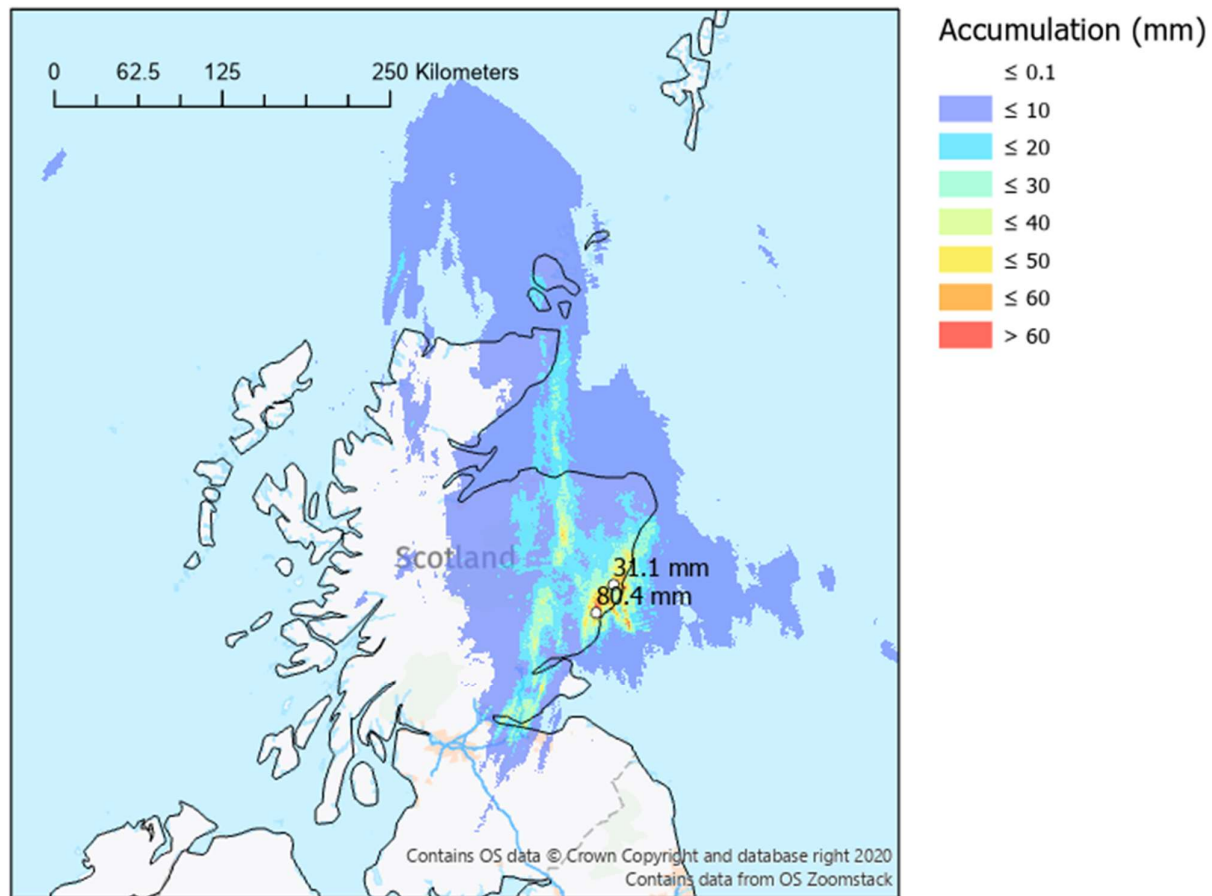 Accumulation (mm)
0 62.5 125 250 Kilometers
≤ 0.1
≤ 10
≤ 20
≤ 30
≤ 40
≤ 50
≤ 60
> 60
Scotland
31.1 mm
80.4 mm
Contains OS data © Crown Copyright and database right 2020
Contains data from OS Zoomstack